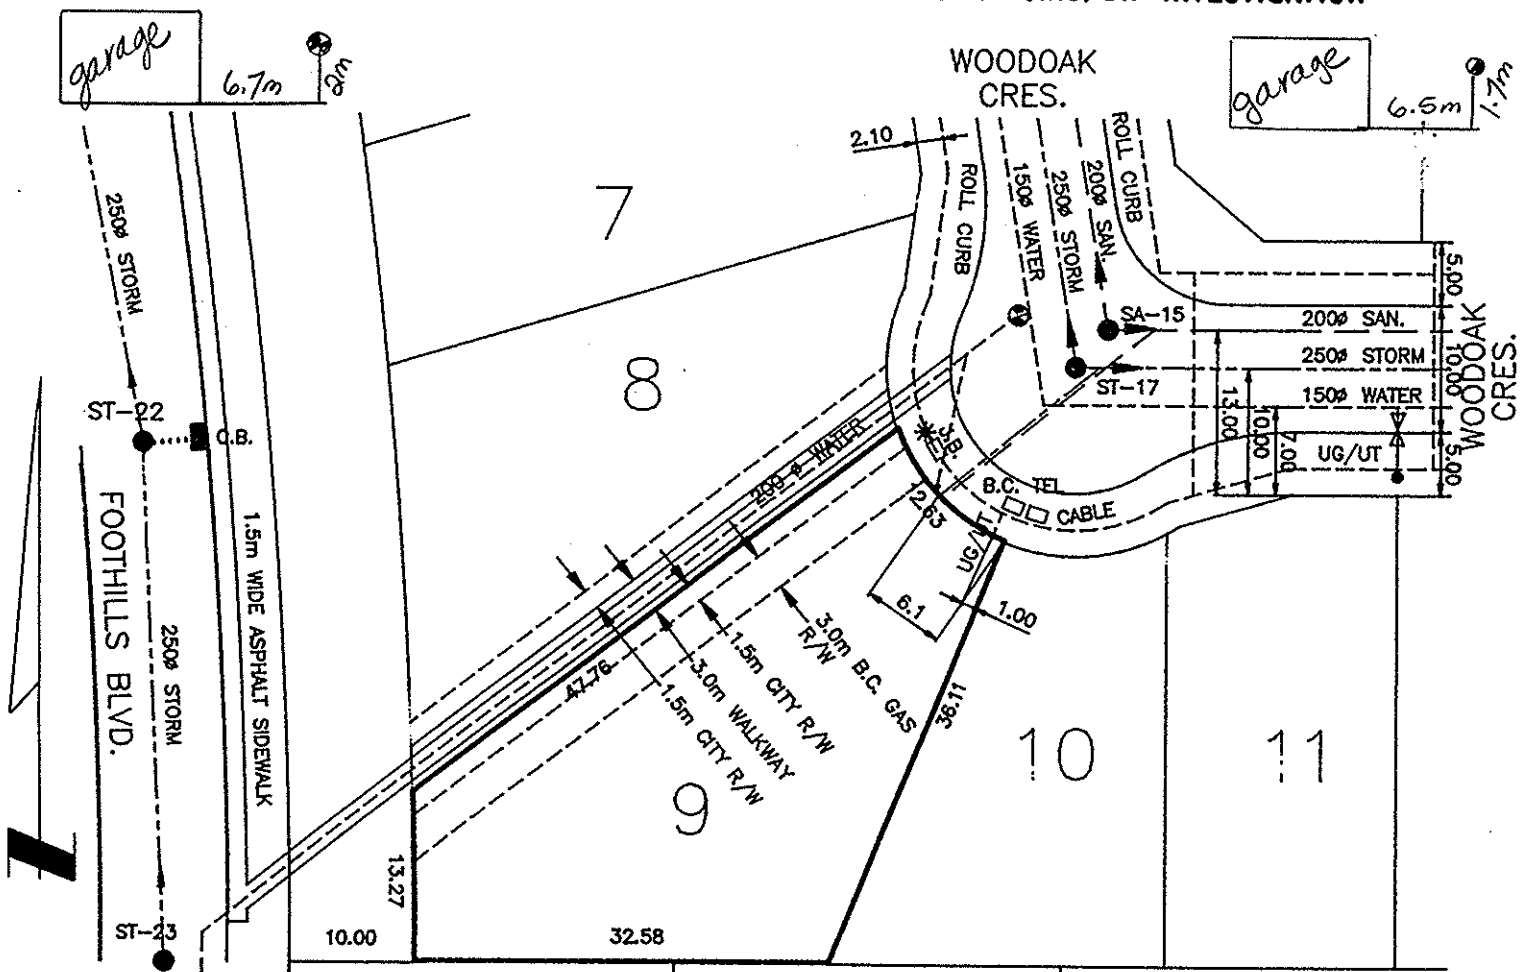 garage
6.7m
2m
WOODOAK
CRES.
garage
6.5m
1.7m
2.10
ROLL CURB
150ø WATER
250ø STORM
200ø SAN.
ROLL CURB
7
8
250ø STORM
ST-22
C.B.
FOOTHILLS BLVD.
1.5m WIDE ASPHALT SIDEWALK
250ø STORM
ST-23
SA-15
ST-17
200ø SAN.
250ø STORM
150ø WATER
UG/UT
5.00
10.00
5.00
13.00
10.00
7.00
WOODOAK
CRES.
200 ø WATER
B.C. TEL
CABLE
UG/UT
6.1
1.00
3.0m B.C. GAS
R/W
1.5m CITY R/W
3.0m WALKWAY
1.5m CITY R/W
47.76
36.11
9
10
11
13.27
10.00
32.58